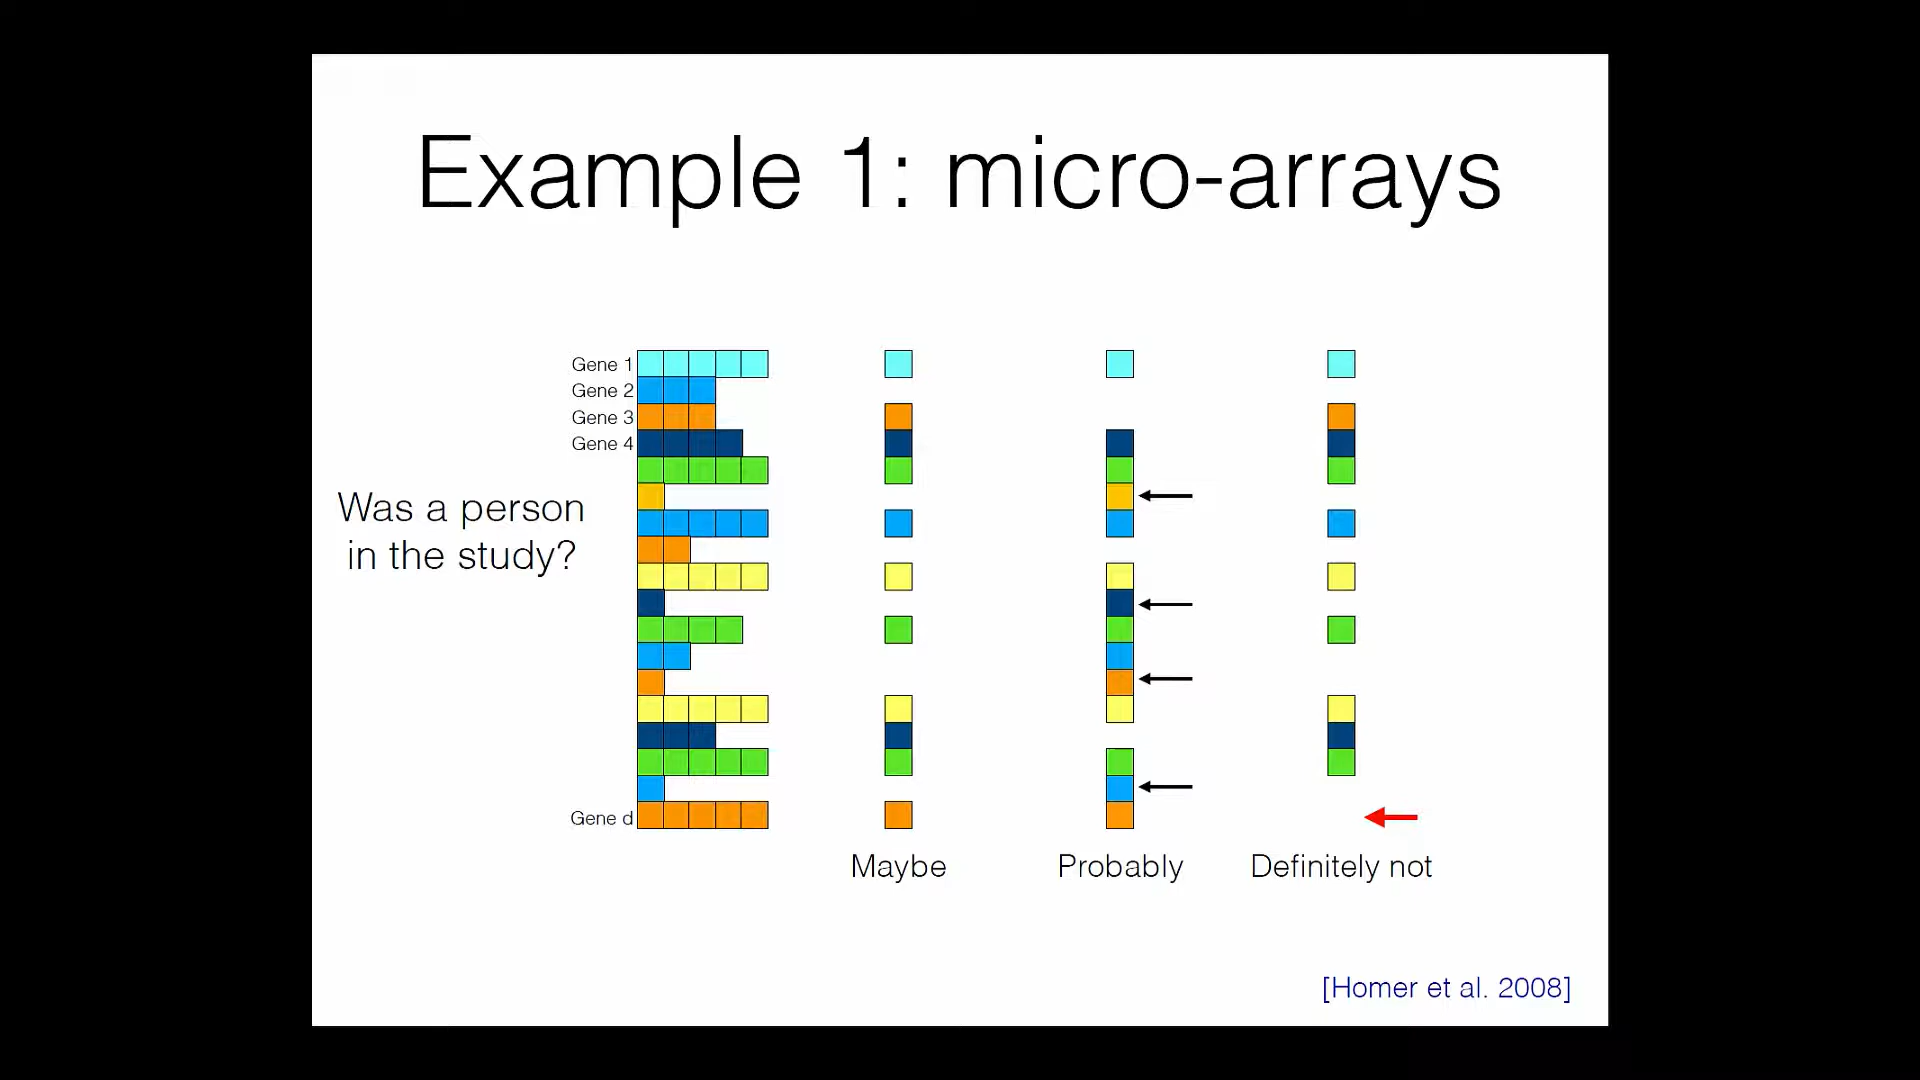 Example 1: micro-arrays
Gene 1
Gene 2
Gene 3
Gene 4
Was a person
in the study?
Gene d
Maybe
Probably
Definitely not
[Homer et al. 2008]